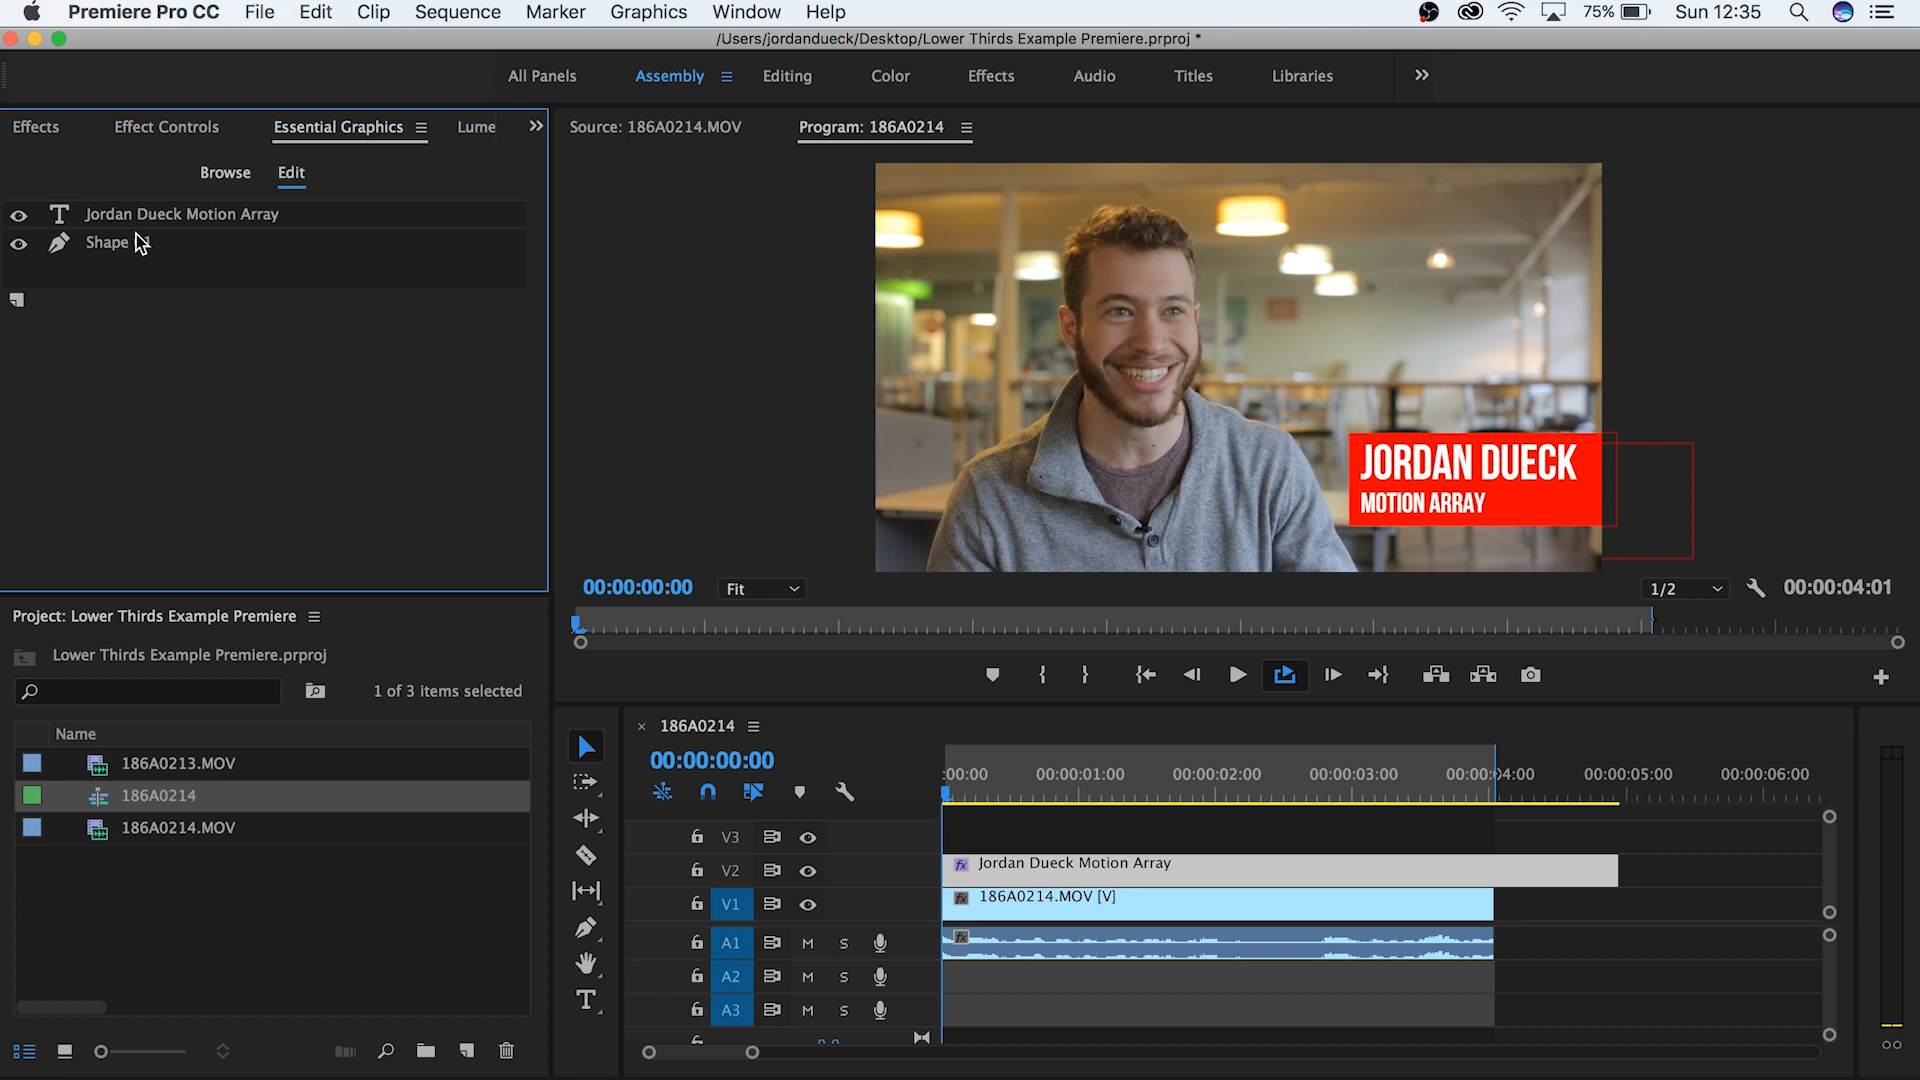 Premiere Pro CC File Edit Clip Sequence Marker Graphics Window Help 75% Sun 12:35
/Users/jordandueck/Desktop/Lower Thirds Example Premiere.prproj *
All Panels Assembly Editing Color Effects Audio Titles Libraries
Effects Effect Controls Essential Graphics Lume
Browse Edit
Jordan Dueck Motion Array
Shape
Source: 186A0214.MOV Program: 186A0214
JORDAN DUECK
MOTION ARRAY
00:00:00:00 Fit 1/2 00:00:04:01
Project: Lower Thirds Example Premiere
Lower Thirds Example Premiere.prproj
1 of 3 items selected
Name
186A0213.MOV
186A0214
186A0214.MOV
186A0214
00:00:00:00
:00:00 00:00:01:00 00:00:02:00 00:00:03:00 00:00:04:00 00:00:05:00 00:00:06:00
V3
V2 fx Jordan Dueck Motion Array
V1 fx 186A0214.MOV [V]
A1 M S fx
A2 M S
A3 M S